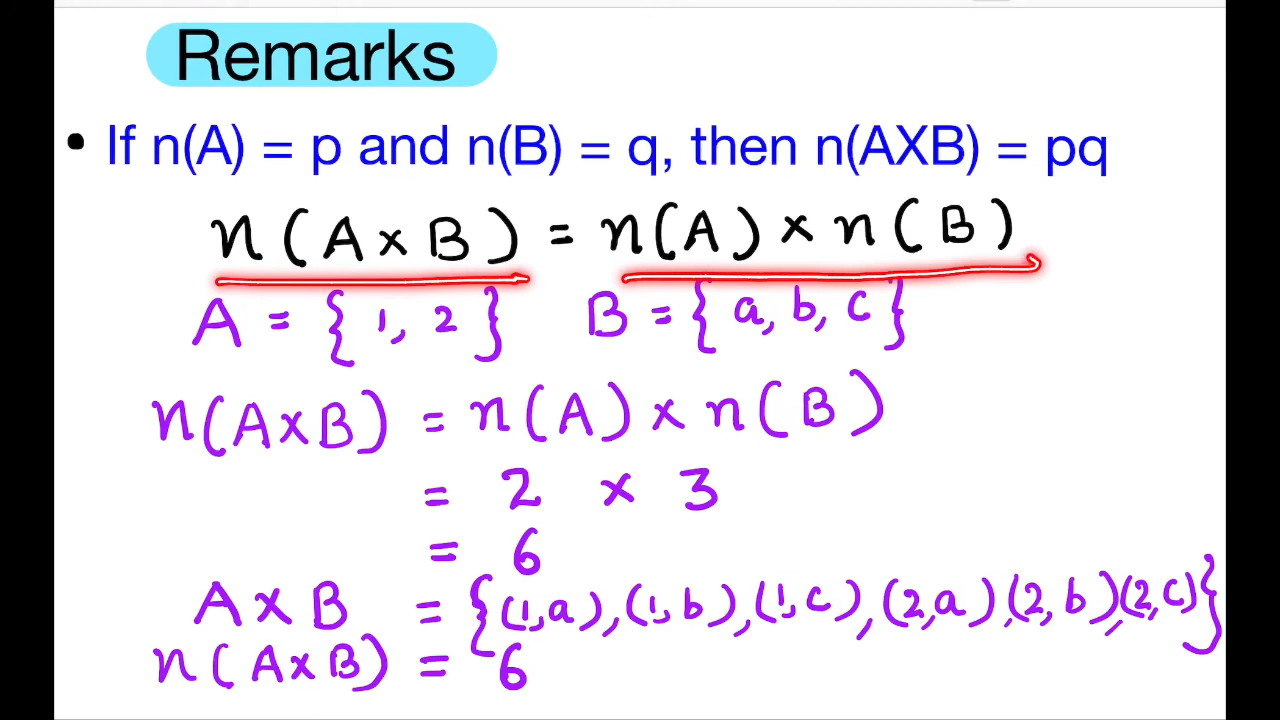 Remarks
• If n(A) = p and n(B) = q, then n(AXB) = pq
n(A×B) = n(A) × n(B)
A = {1, 2} B = {a, b, c}
n(A×B) = n(A) × n(B)
= 2 × 3
= 6
A×B = {(1,a), (1,b), (1,c), (2,a), (2,b), (2,c)}
n(A×B) = 6